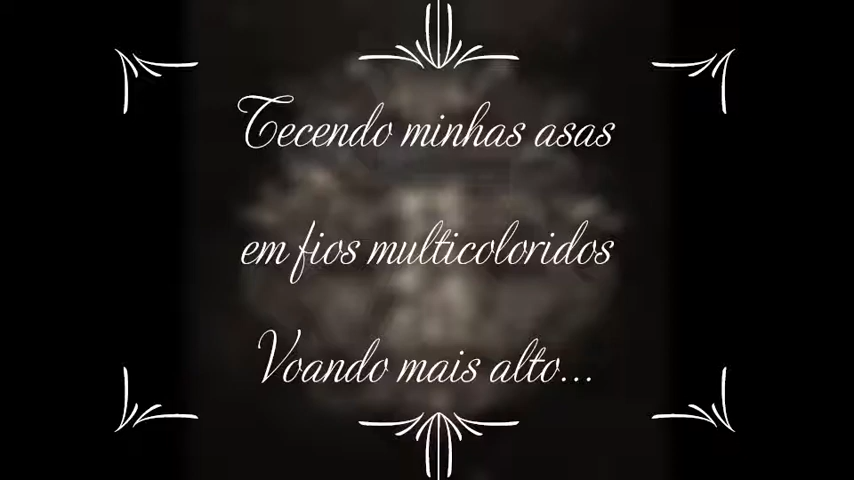 Tecendo minhas asas
em fios multicoloridos
Voando mais alto...